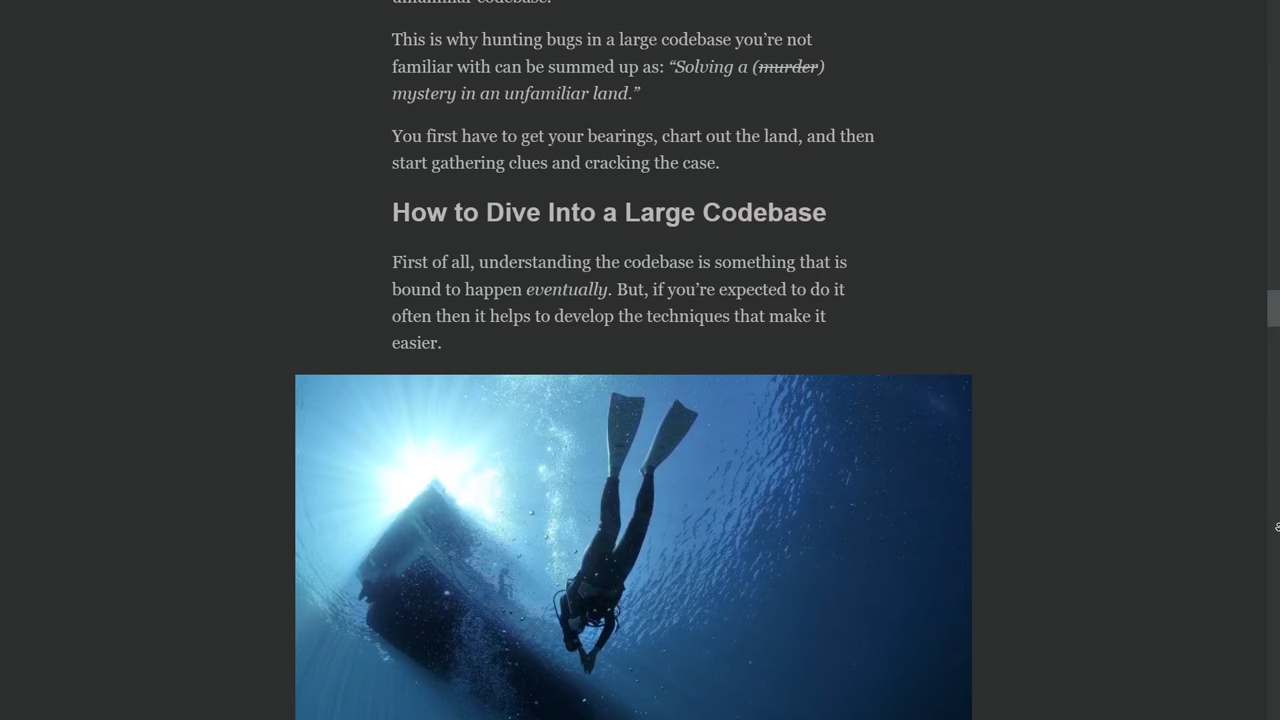 This is why hunting bugs in a large codebase you’re not
familiar with can be summed up as: “Solving a (murder)
mystery in an unfamiliar land.”
You first have to get your bearings, chart out the land, and then
start gathering clues and cracking the case.
How to Dive Into a Large Codebase
First of all, understanding the codebase is something that is
bound to happen eventually. But, if you’re expected to do it
often then it helps to develop the techniques that make it
easier.